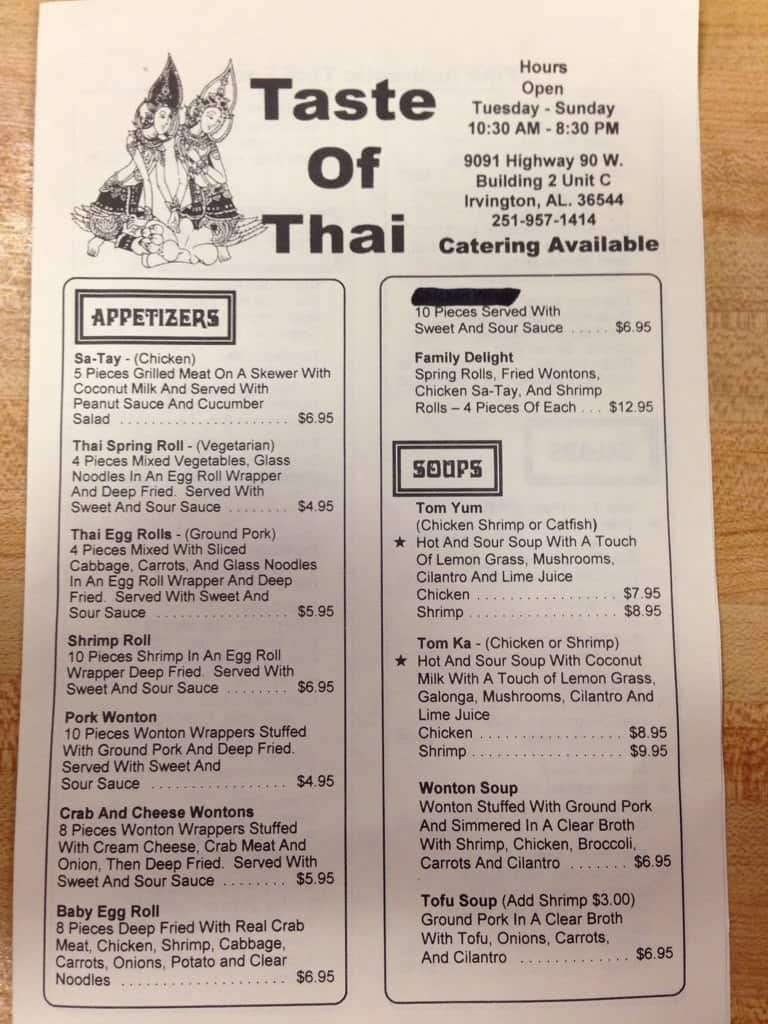 Taste
Of
Thai
Hours
Open
Tuesday - Sunday
10:30 AM - 8:30 PM
9091 Highway 90 W.
Building 2 Unit C
Irvington, AL. 36544
251-957-1414
Catering Available
APPETIZERS
Sa-Tay - (Chicken)
5 Pieces Grilled Meat On A Skewer With
Coconut Milk And Served With
Peanut Sauce And Cucumber
Salad ........................ $6.95
Thai Spring Roll - (Vegetarian)
4 Pieces Mixed Vegetables, Glass
Noodles In An Egg Roll Wrapper
And Deep Fried. Served With
Sweet And Sour Sauce ........ $4.95
Thai Egg Rolls - (Ground Pork)
4 Pieces Mixed With Sliced
Cabbage, Carrots, And Glass Noodles
In An Egg Roll Wrapper And Deep
Fried. Served With Sweet And
Sour Sauce .................. $5.95
Shrimp Roll
10 Pieces Shrimp In An Egg Roll
Wrapper Deep Fried. Served With
Sweet And Sour Sauce ........ $6.95
Pork Wonton
10 Pieces Wonton Wrappers Stuffed
With Ground Pork And Deep Fried.
Served With Sweet And
Sour Sauce .................. $4.95
Crab And Cheese Wontons
8 Pieces Wonton Wrappers Stuffed
With Cream Cheese, Crab Meat And
Onion, Then Deep Fried. Served With
Sweet And Sour Sauce ........ $5.95
Baby Egg Roll
8 Pieces Deep Fried With Real Crab
Meat, Chicken, Shrimp, Cabbage,
Carrots, Onions, Potato and Clear
Noodles ..................... $6.95
10 Pieces Served With
Sweet And Sour Sauce ..... $6.95
Family Delight
Spring Rolls, Fried Wontons,
Chicken Sa-Tay, And Shrimp
Rolls – 4 Pieces Of Each ... $12.95
SOUPS
Tom Yum
(Chicken Shrimp or Catfish)
★ Hot And Sour Soup With A Touch
Of Lemon Grass, Mushrooms,
Cilantro And Lime Juice
Chicken .................. $7.95
Shrimp ................... $8.95
Tom Ka - (Chicken or Shrimp)
★ Hot And Sour Soup With Coconut
Milk With A Touch of Lemon Grass,
Galonga, Mushrooms, Cilantro And
Lime Juice
Chicken .................. $8.95
Shrimp ................... $9.95
Wonton Soup
Wonton Stuffed With Ground Pork
And Simmered In A Clear Broth
With Shrimp, Chicken, Broccoli,
Carrots And Cilantro ....... $6.95
Tofu Soup (Add Shrimp $3.00)
Ground Pork In A Clear Broth
With Tofu, Onions, Carrots,
And Cilantro ............. $6.95